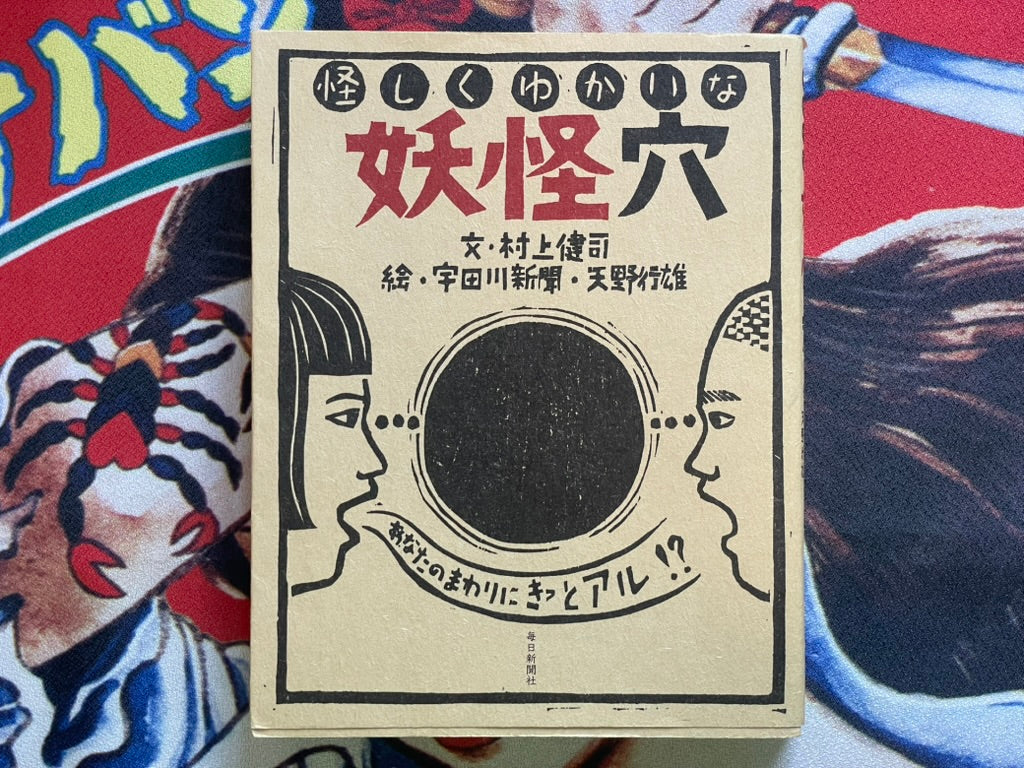 怪しくゆかいな
妖怪穴
文・村上健司
絵・宇田川新聞・天野行雄
あなたのまわりにきっとアル!?
毎日新聞社